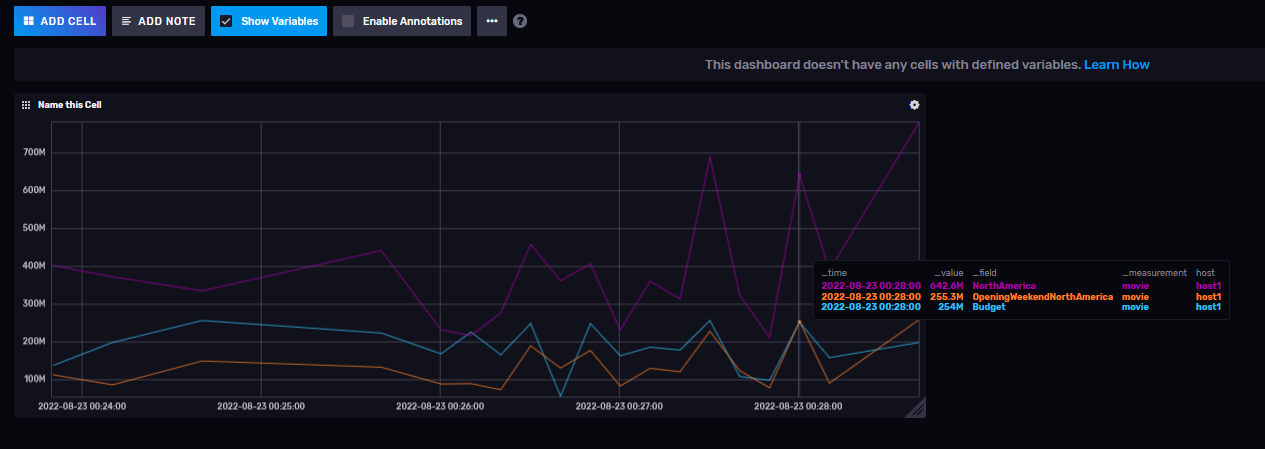 ADD CELL ADD NOTE Show Variables Enable Annotations ••• ?
This dashboard doesn't have any cells with defined variables. Learn How
Name this Cell
700M
600M
500M
400M
300M
200M
100M
_time _value _field _measurement host
2022-08-23 00:28:00 642.6M NorthAmerica movie host1
2022-08-23 00:28:00 255.3M OpeningWeekendNorthAmerica movie host1
2022-08-23 00:28:00 254M Budget movie host1
2022-08-23 00:24:00 2022-08-23 00:25:00 2022-08-23 00:26:00 2022-08-23 00:27:00 2022-08-23 00:28:00